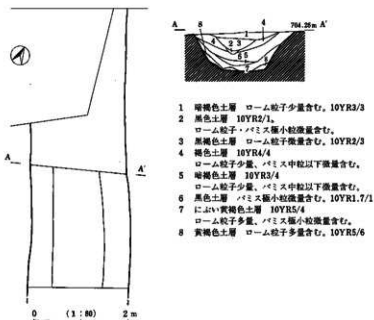 A
8
4
704.25m
A'
1
2 3
6 5
7
1 暗褐色土層 ローム粒子少量含む。10YR3/3
2 黒色土層 10YR2/1。
ローム粒子・パミス極小粒微量含む。
3 黒褐色土層 ローム粒子微量含む。10YR2/3
4 褐色土層 10YR4/4
ローム粒子少量、パミス中粒以下微量含む。
5 暗褐色土層 10YR3/4
ローム粒子少量、パミス中粒以下微量含む。
6 黒色土層 パミス極小粒微量含む。10YR1.7/1
7 にぶい黄褐色土層 10YR5/4
ローム粒子多量、パミス極小粒微量含む。
8 黄褐色土層 ローム粒子多量含む。10YR5/6
A
A'
0 (1:80) 2m